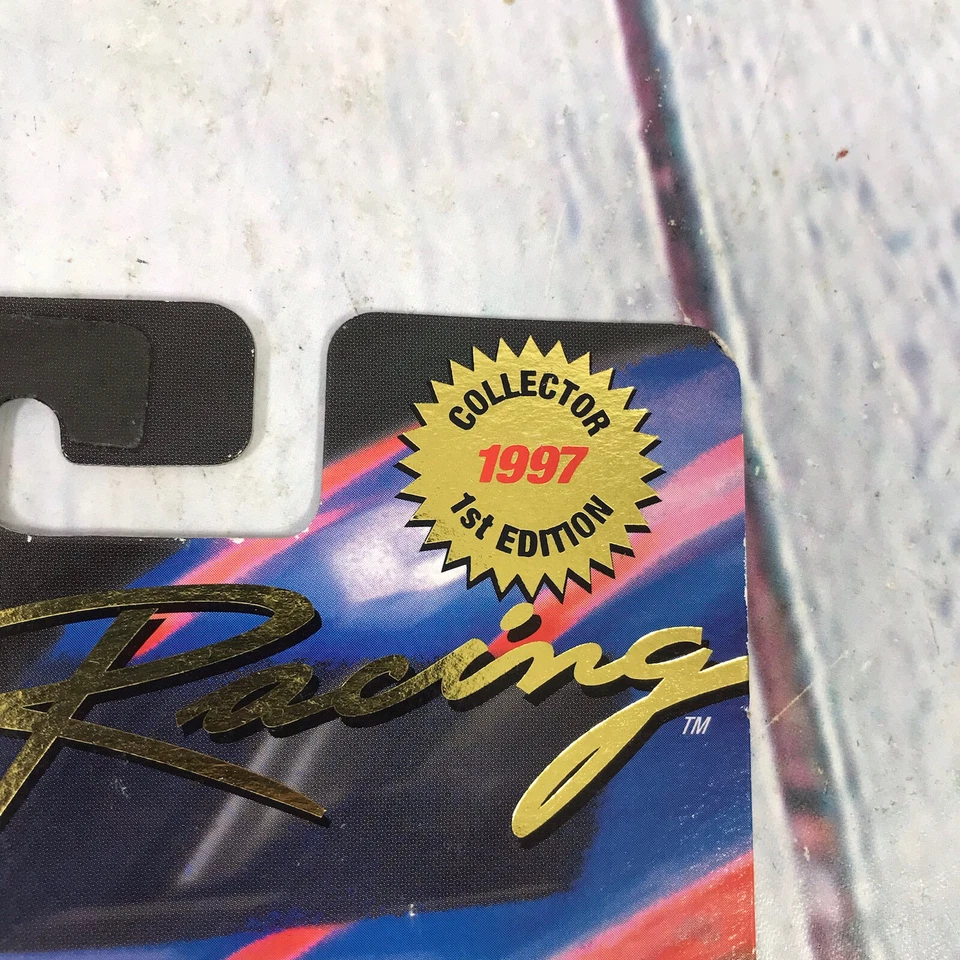 COLLECTOR
1997
1st EDITION
Racing
TM